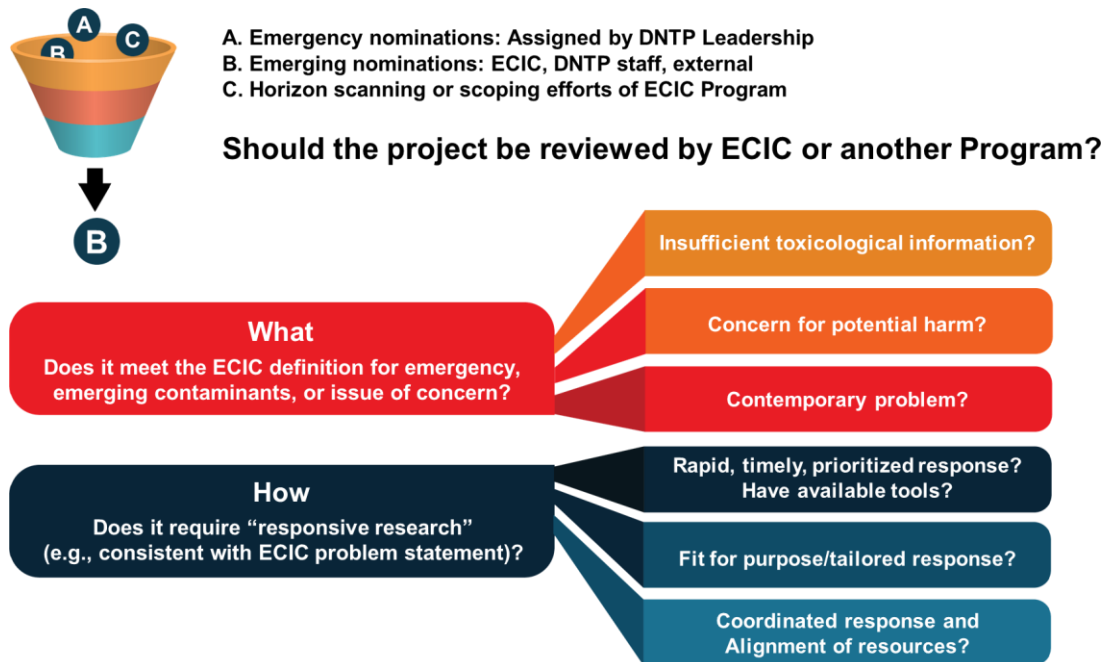 A
B
C
A. Emergency nominations: Assigned by DNTP Leadership
B. Emerging nominations: ECIC, DNTP staff, external
C. Horizon scanning or scoping efforts of ECIC Program
Should the project be reviewed by ECIC or another Program?
B
What
Does it meet the ECIC definition for emergency,
emerging contaminants, or issue of concern?
Insufficient toxicological information?
Concern for potential harm?
Contemporary problem?
How
Does it require “responsive research”
(e.g., consistent with ECIC problem statement)?
Rapid, timely, prioritized response?
Have available tools?
Fit for purpose/tailored response?
Coordinated response and
Alignment of resources?